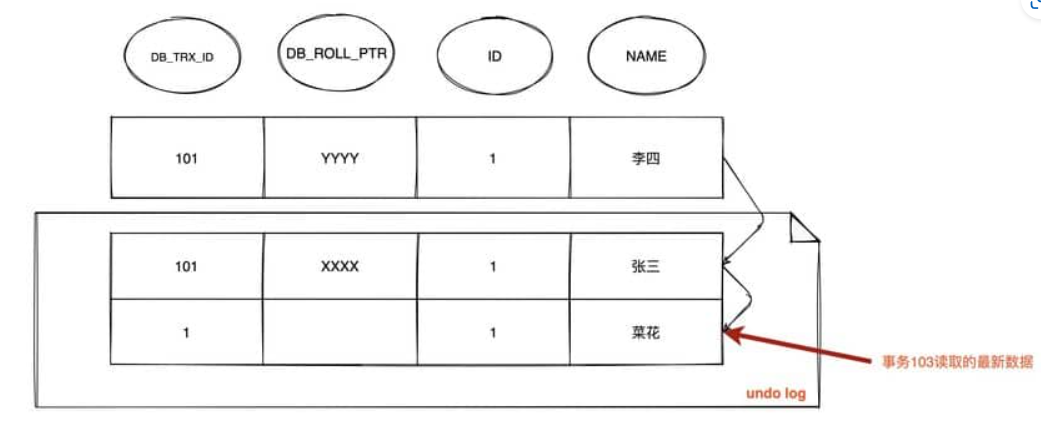 DB_TRX_ID DB_ROLL_PTR ID NAME
101 YYYY 1 李四
101 XXXX 1 张三
1 1 菜花
事务103读取的最新数据
undo log